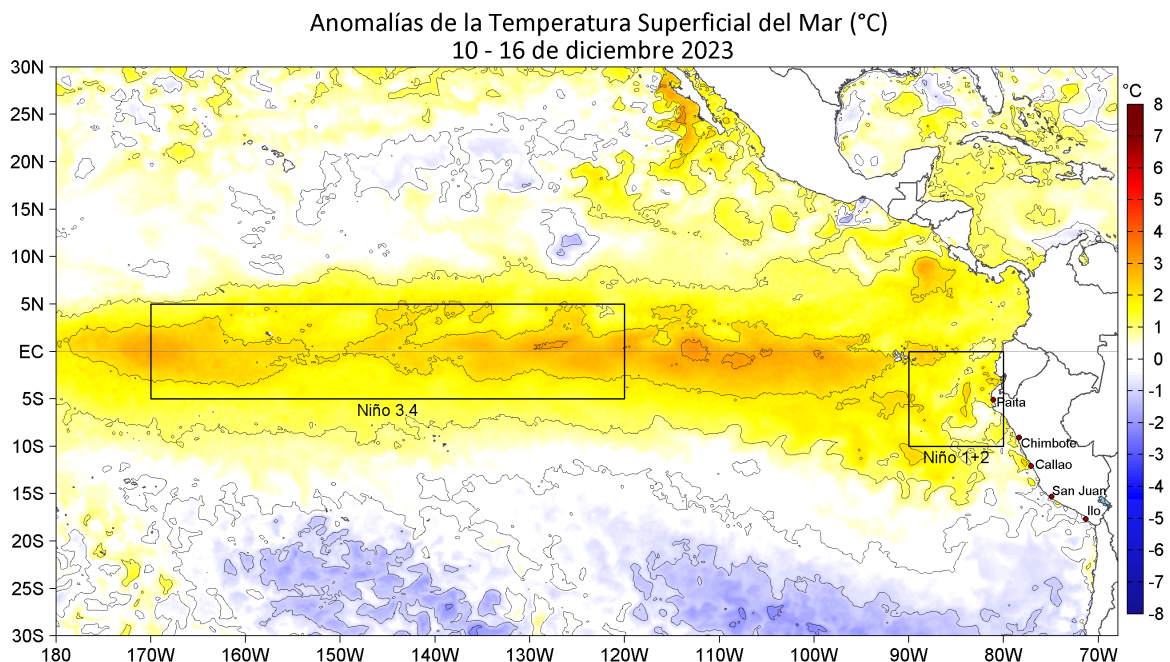 Anomalías de la Temperatura Superficial del Mar (°C)
10 - 16 de diciembre 2023
30N
25N
20N
15N
10N
5N
EC
5S
10S
15S
20S
25S
30S
180
170W
160W
150W
140W
130W
120W
110W
100W
90W
80W
70W
Niño 3.4
Niño 1+2
Paita
Chimbote
Callao
San Juan
Ilo
°C
8
7
6
5
4
3
2
1
0
-1
-2
-3
-4
-5
-6
-7
-8